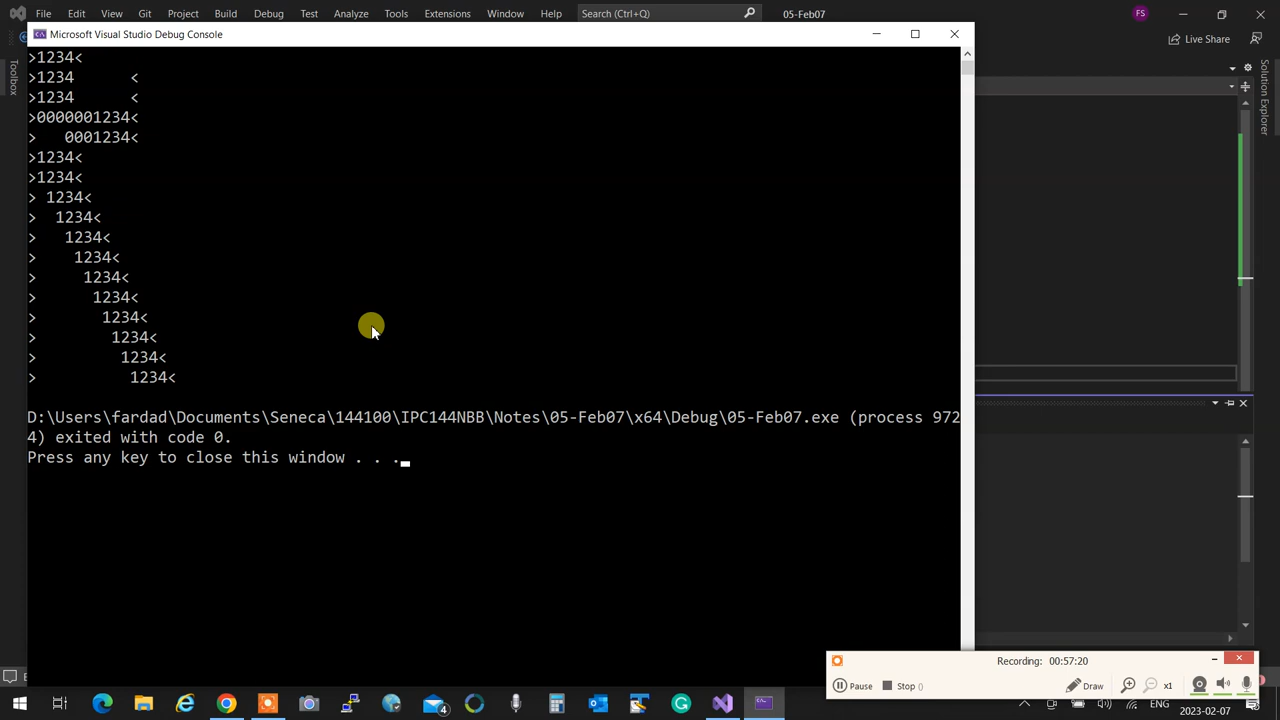 File Edit View Git Project Build Debug Test Analyze Tools Extensions Window Help Search (Ctrl+Q) 05-Feb07 FS
Microsoft Visual Studio Debug Console
Live Share
Toolbox
Solution Explorer
>1234<
>1234      <
>1234      <
>0000001234<
>   0001234<
>1234<
>1234<
> 1234<
>  1234<
>   1234<
>    1234<
>     1234<
>      1234<
>       1234<
>        1234<
>         1234<
>          1234<
D:\Users\fardad\Documents\Seneca\144100\IPC144NBB\Notes\05-Feb07\x64\Debug\05-Feb07.exe (process 972
4) exited with code 0.
Press any key to close this window . . .
Recording: 00:57:20
Pause Stop () Draw x1
4
ENG
2023-02-07